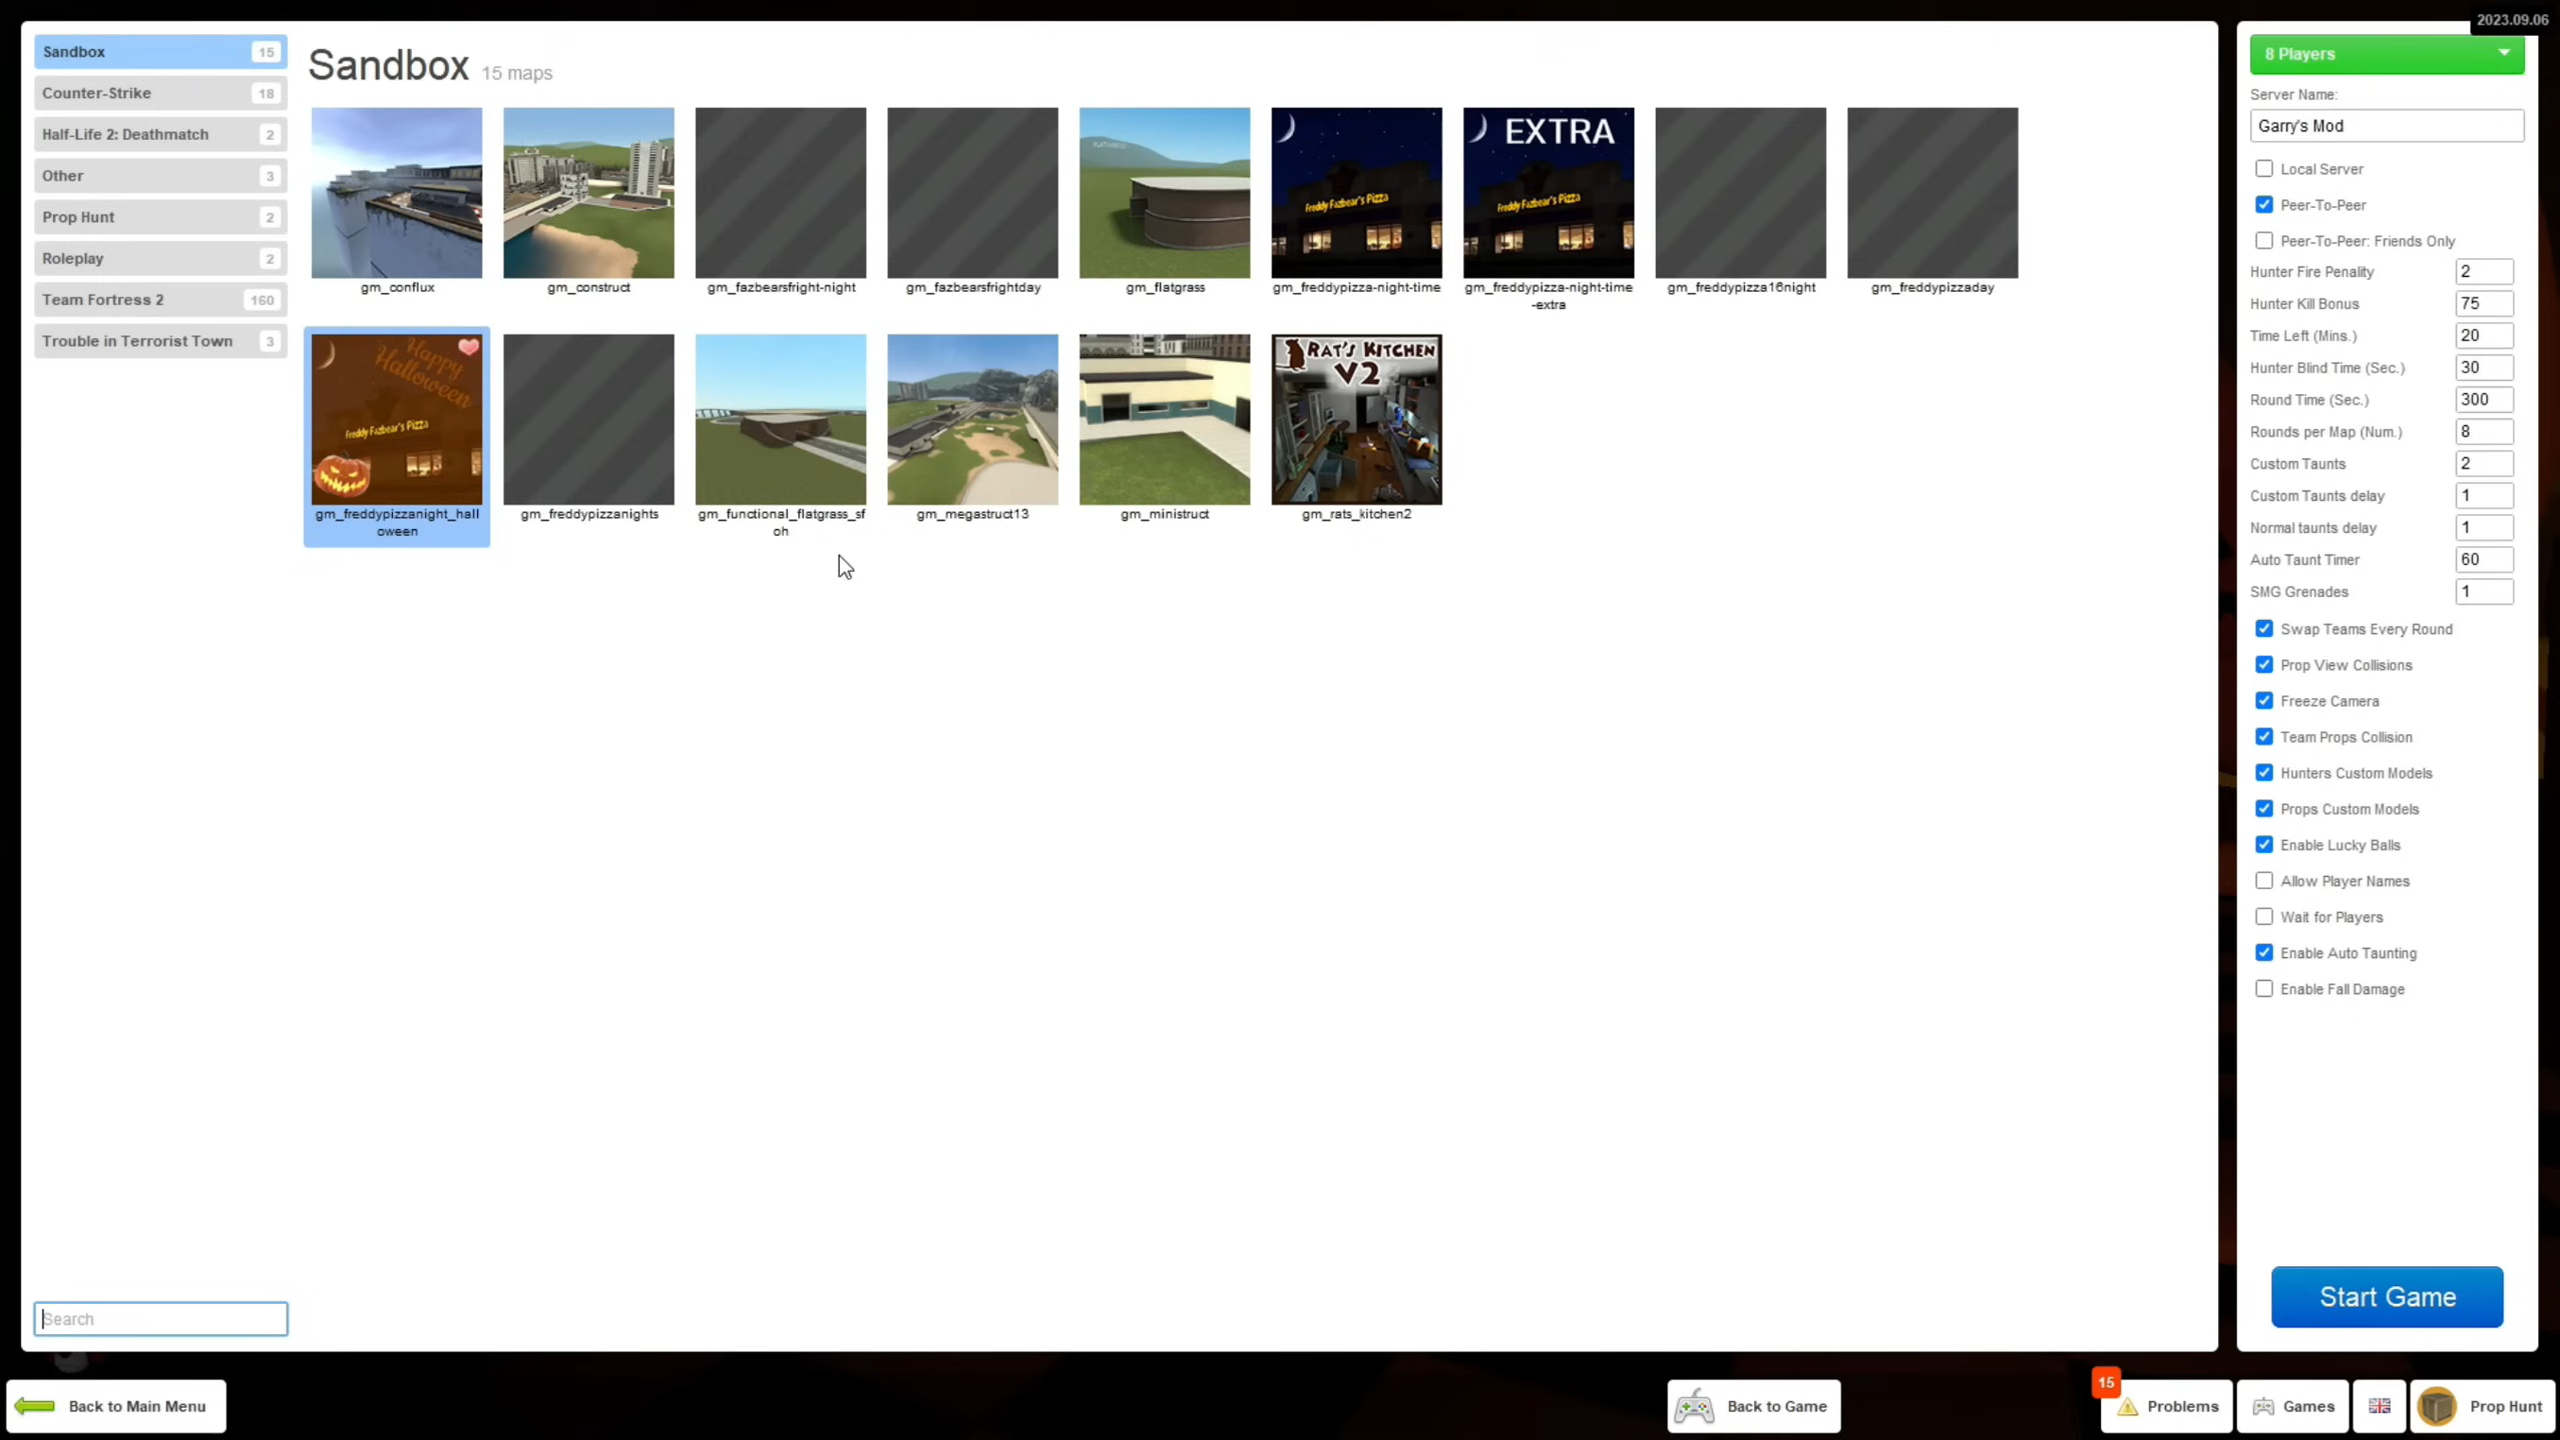 2023.09.06
Sandbox 15
Counter-Strike 18
Half-Life 2: Deathmatch 2
Other 3
Prop Hunt 2
Roleplay 2
Team Fortress 2 160
Trouble in Terrorist Town 3
Search
Sandbox 15 maps
gm_conflux
gm_construct
gm_fazbearsfright-night
gm_fazbearsfrightday
gm_flatgrass
Freddy Fazbear's Pizza
gm_freddypizza-night-time
EXTRA
Freddy Fazbear's Pizza
gm_freddypizza-night-time
-extra
gm_freddypizza16night
gm_freddypizzaday
Happy
Halloween
Freddy Fazbear's Pizza
gm_freddypizzanight_hall
oween
gm_freddypizzanights
gm_functional_flatgrass_sf
oh
gm_megastruct13
gm_ministruct
RAT'S KITCHEN
V2
gm_rats_kitchen2
8 Players
Server Name:
Garry's Mod
Local Server
Peer-To-Peer
Peer-To-Peer: Friends Only
Hunter Fire Penality 2
Hunter Kill Bonus 75
Time Left (Mins.) 20
Hunter Blind Time (Sec.) 30
Round Time (Sec.) 300
Rounds per Map (Num.) 8
Custom Taunts 2
Custom Taunts delay 1
Normal taunts delay 1
Auto Taunt Timer 60
SMG Grenades 1
Swap Teams Every Round
Prop View Collisions
Freeze Camera
Team Props Collision
Hunters Custom Models
Props Custom Models
Enable Lucky Balls
Allow Player Names
Wait for Players
Enable Auto Taunting
Enable Fall Damage
Start Game
Back to Main Menu
Back to Game
15
Problems
Games
Prop Hunt